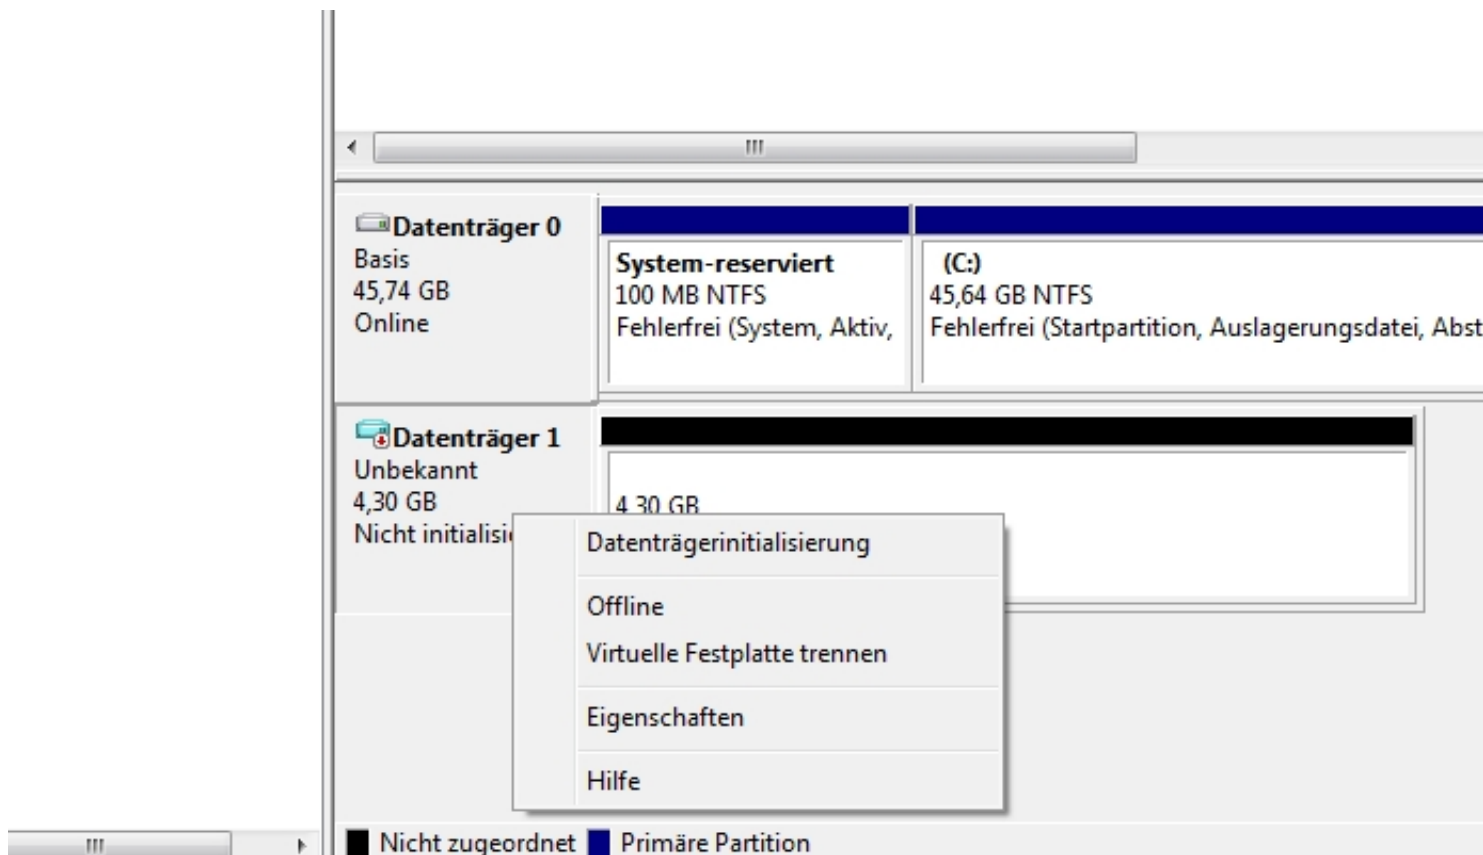 Datenträger 0
Basis
45,74 GB
Online
System-reserviert
100 MB NTFS
Fehlerfrei (System, Aktiv,
(C:)
45,64 GB NTFS
Fehlerfrei (Startpartition, Auslagerungsdatei, Abst
Datenträger 1
Unbekannt
4,30 GB
Nicht initialisi
4,30 GB
Datenträgerinitialisierung
Offline
Virtuelle Festplatte trennen
Eigenschaften
Hilfe
Nicht zugeordnet
Primäre Partition